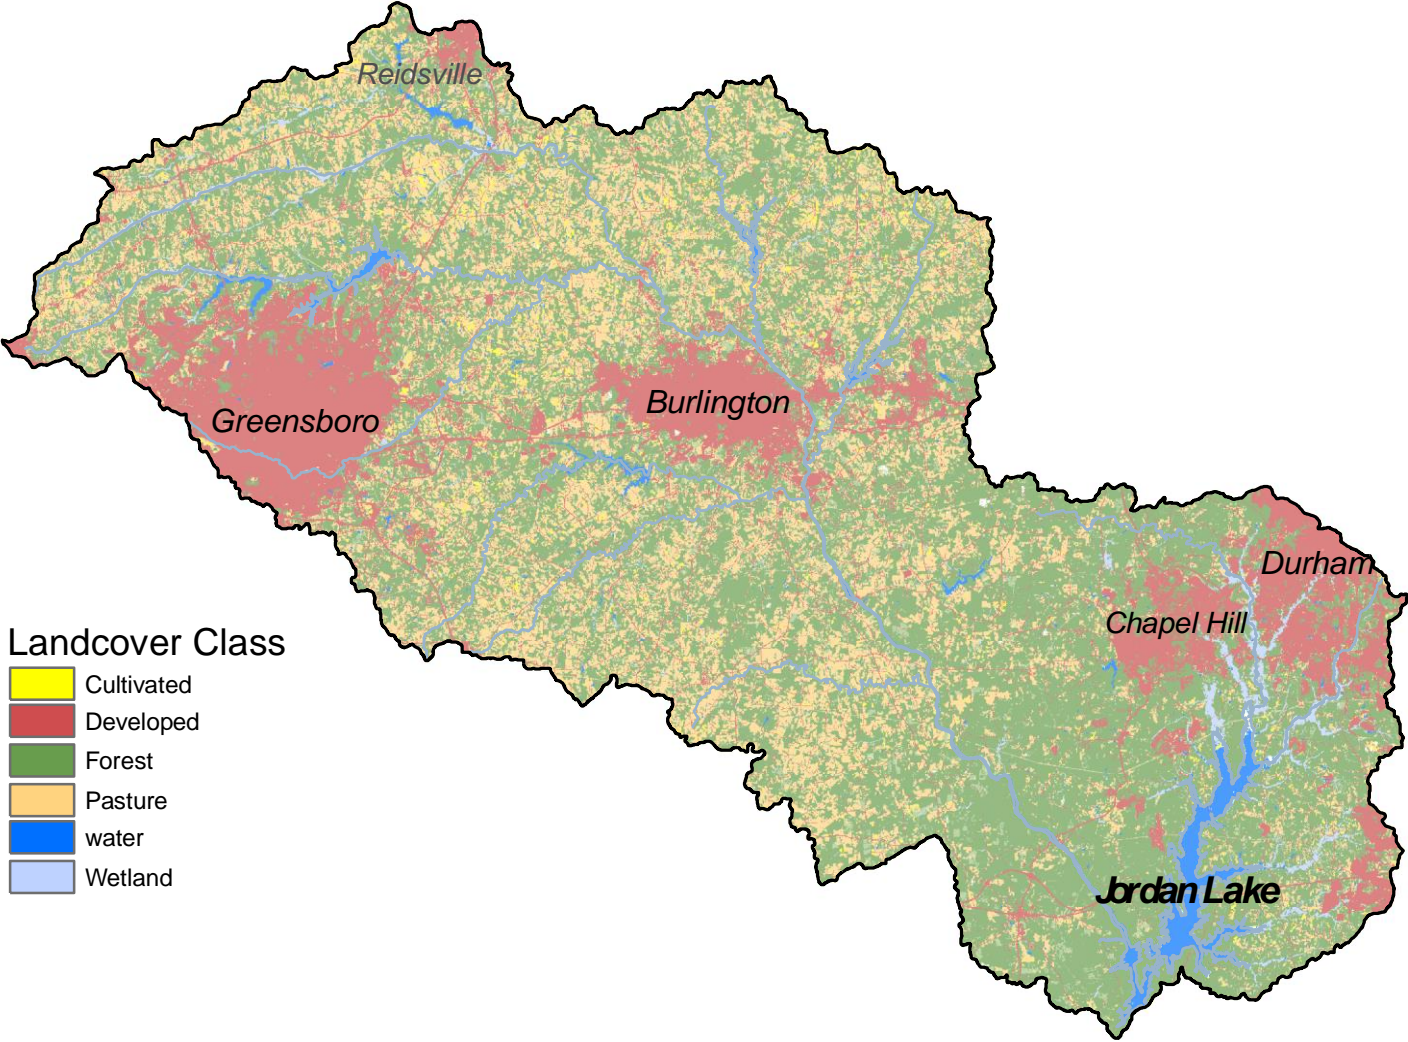 Reidsville
Greensboro
Burlington
Durham
Chapel Hill
Jordan Lake
Landcover Class
Cultivated
Developed
Forest
Pasture
water
Wetland